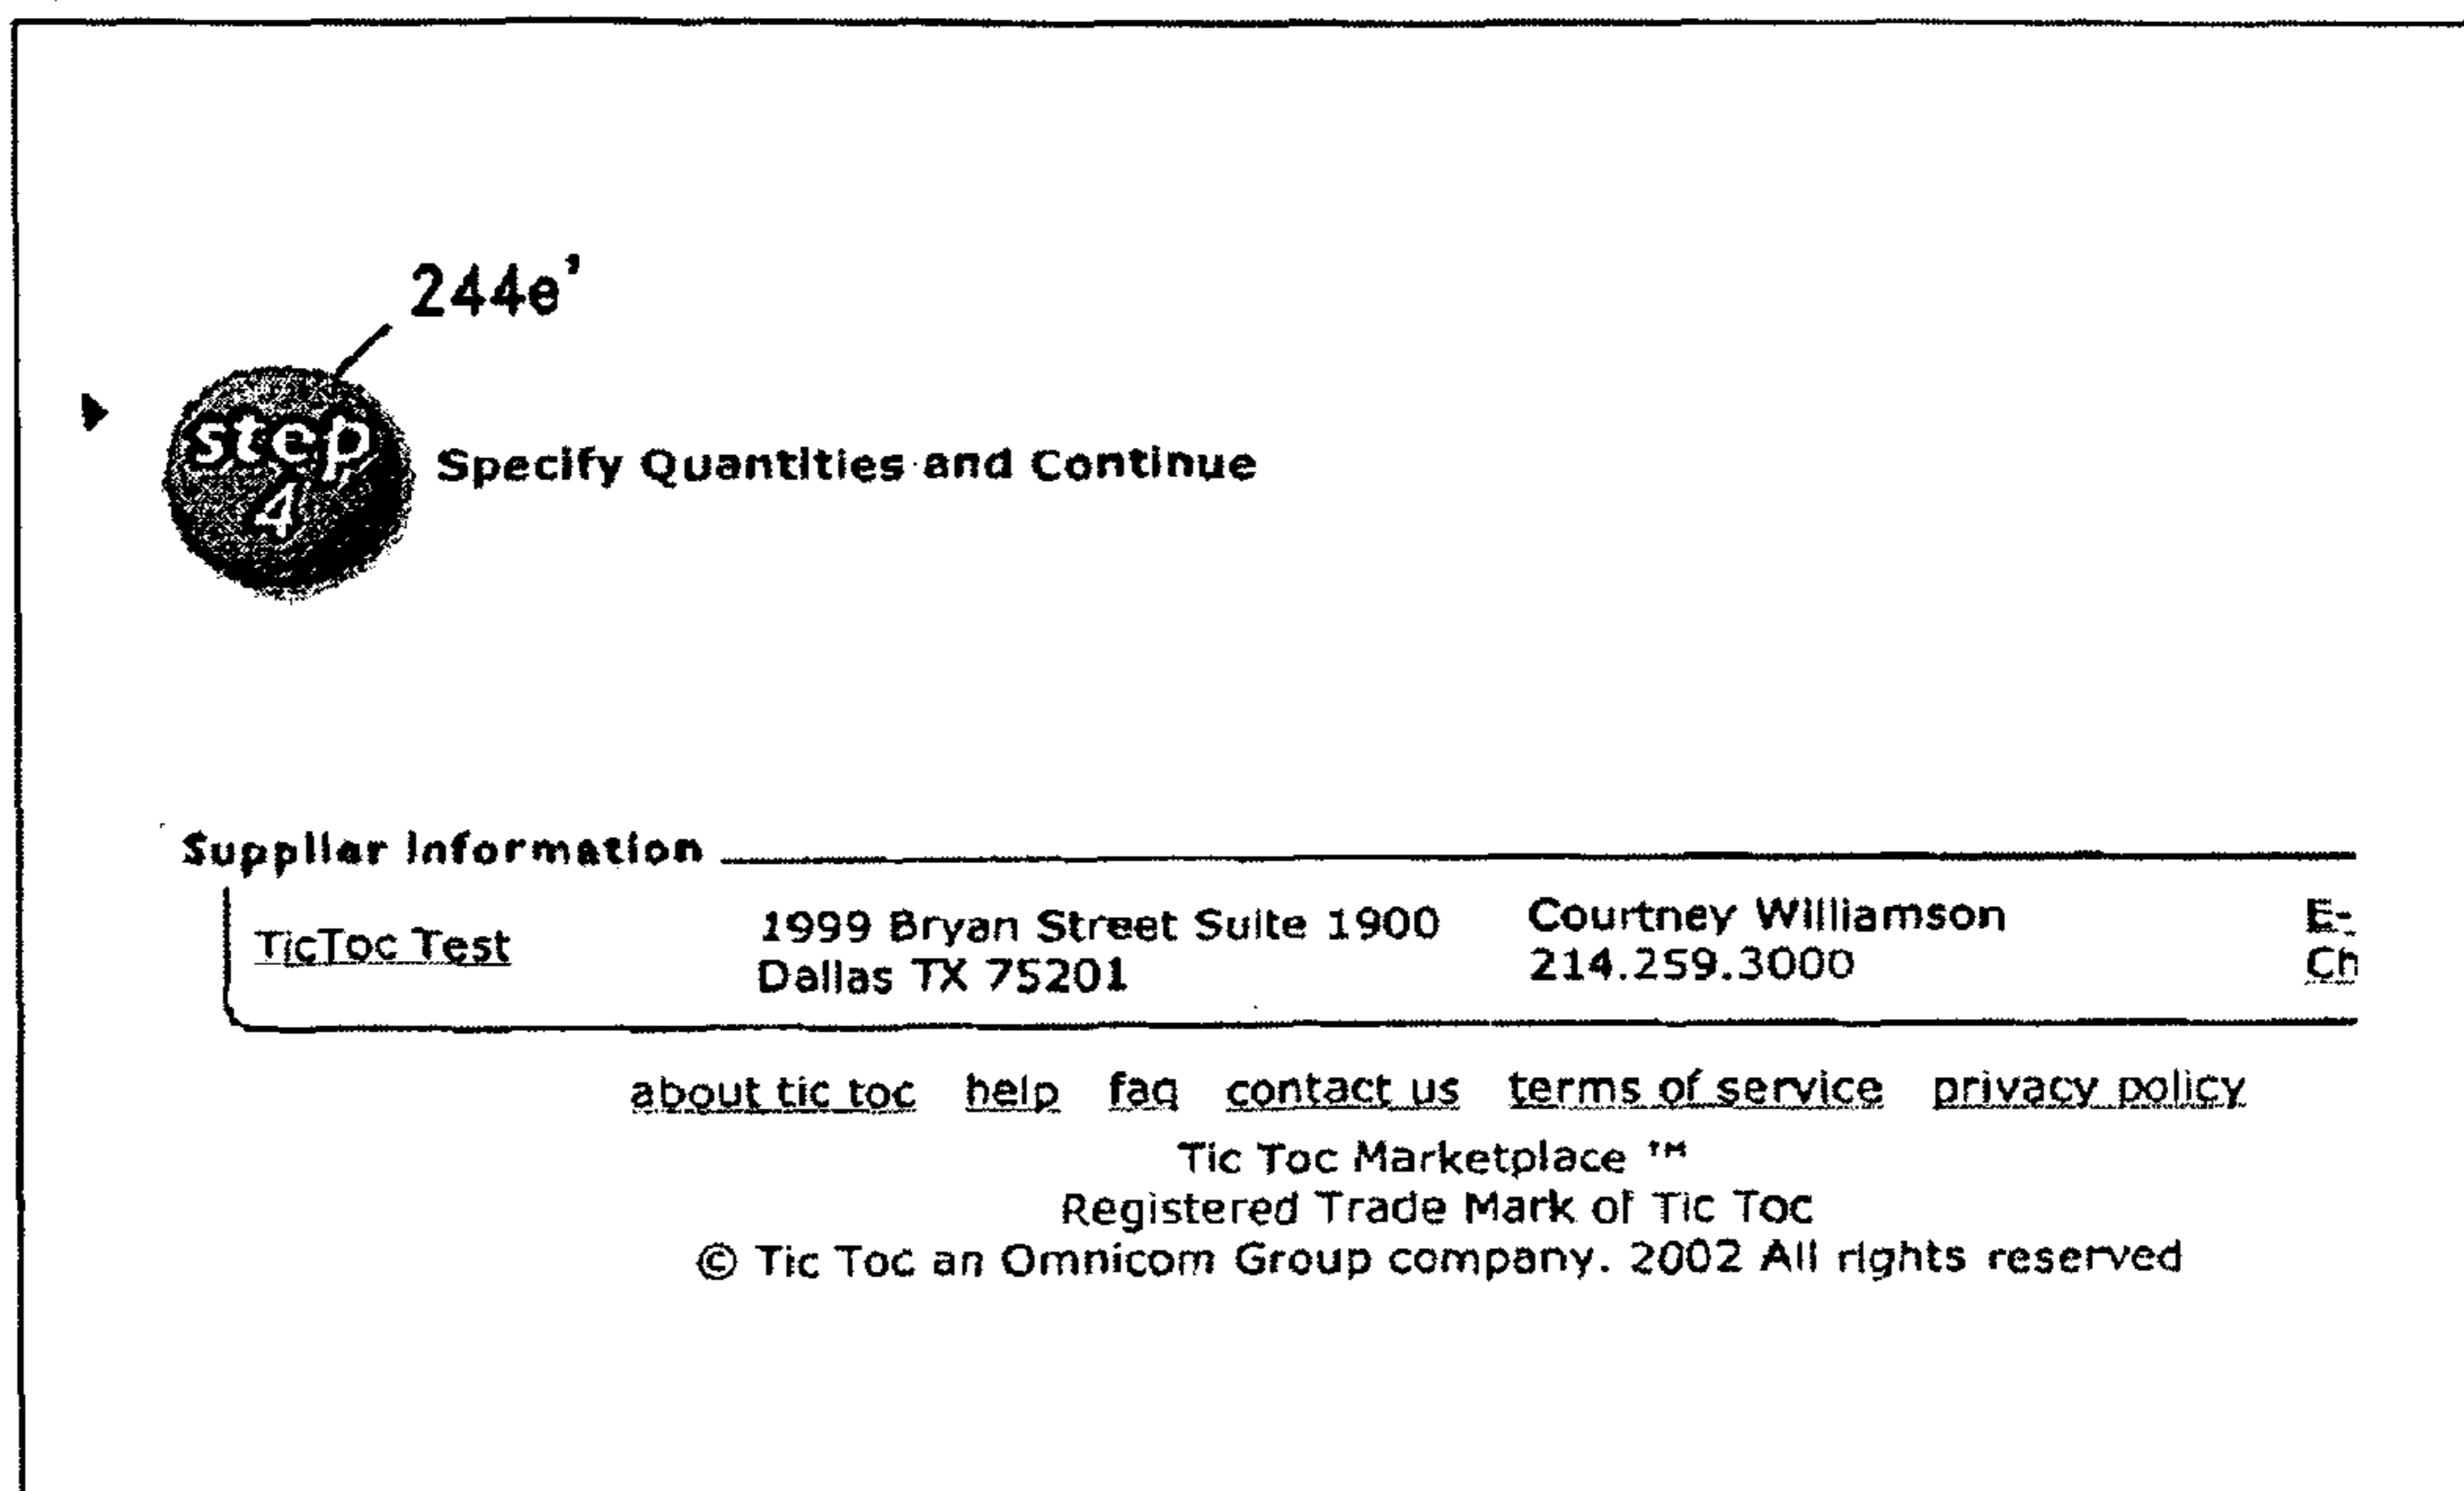 244e'
step
4
Specify Quantities and Continue
Supplier Information
TicToc Test
1999 Bryan Street Suite 1900
Dallas TX 75201
Courtney Williamson
214.259.3000
E-
Ch
about tic toc help faq contact us terms of service privacy policy
Tic Toc Marketplace ™
Registered Trade Mark of Tic Toc
© Tic Toc an Omnicom Group company. 2002 All rights reserved